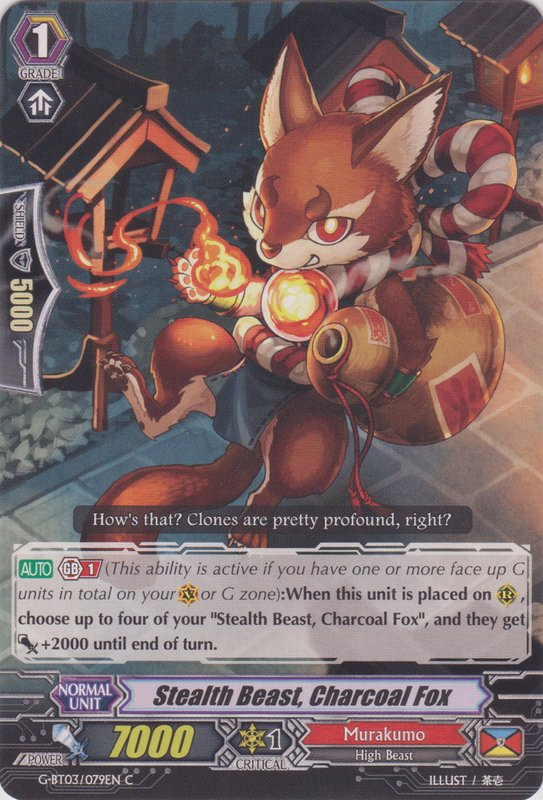 1
GRADE
SHIELD
5000
How's that? Clones are pretty profound, right?
AUTO GB 1 (This ability is active if you have one or more face up G
units in total on your V or G zone):When this unit is placed on R,
choose up to four of your "Stealth Beast, Charcoal Fox", and they get
+2000 until end of turn.
NORMAL
UNIT
Stealth Beast, Charcoal Fox
POWER
7000
1
CRITICAL
Murakumo
High Beast
G-BT03/079EN C
ILLUST / 茶壱